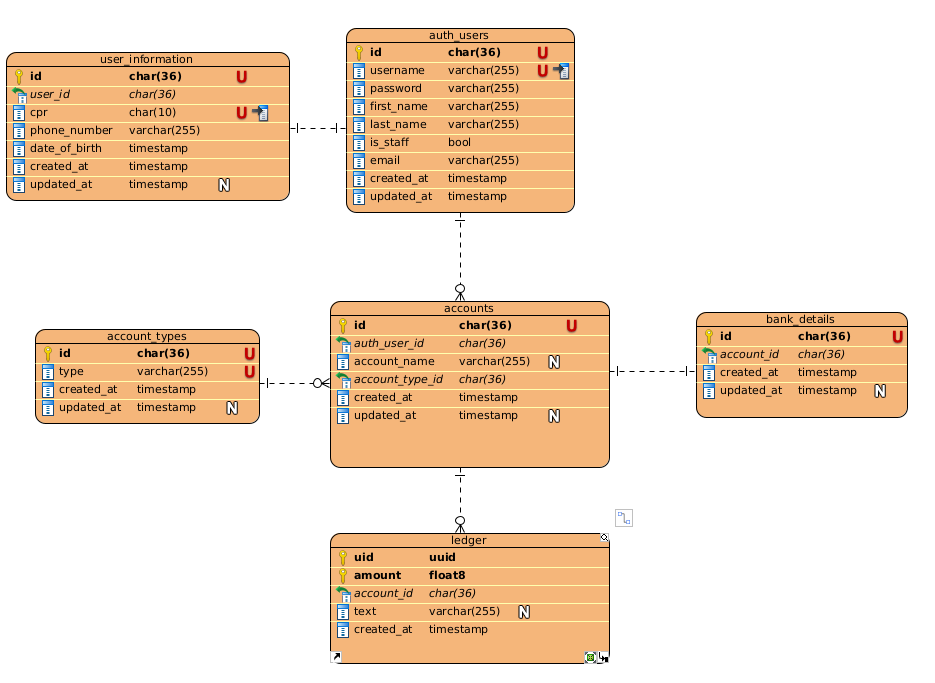 user_information
id char(36) U
user_id char(36)
cpr char(10) U
phone_number varchar(255)
date_of_birth timestamp
created_at timestamp
updated_at timestamp N
auth_users
id char(36) U
username varchar(255) U
password varchar(255)
first_name varchar(255)
last_name varchar(255)
is_staff bool
email varchar(255)
created_at timestamp
updated_at timestamp
account_types
id char(36) U
type varchar(255) U
created_at timestamp
updated_at timestamp N
accounts
id char(36) U
auth_user_id char(36)
account_name varchar(255) N
account_type_id char(36)
created_at timestamp
updated_at timestamp N
bank_details
id char(36) U
account_id char(36)
created_at timestamp
updated_at timestamp N
ledger
uid uuid
amount float8
account_id char(36)
text varchar(255) N
created_at timestamp